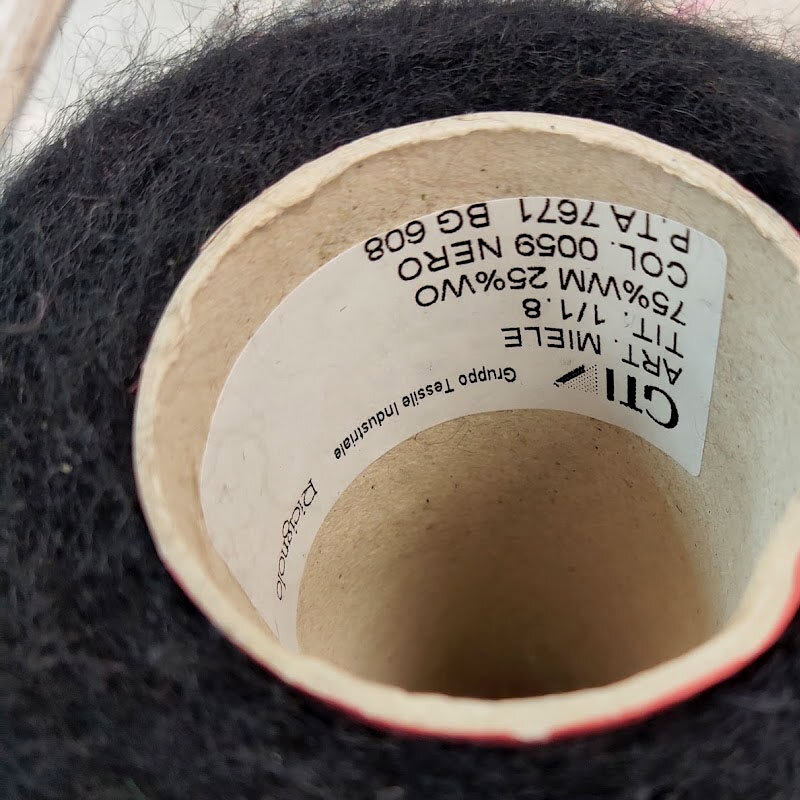 GTI
Gruppo Tessile Industriale
ART. MIELE
TIT. 1/1.8
75%WM 25%WO
COL. 0059 NERO
P.TA 7671 BG 608